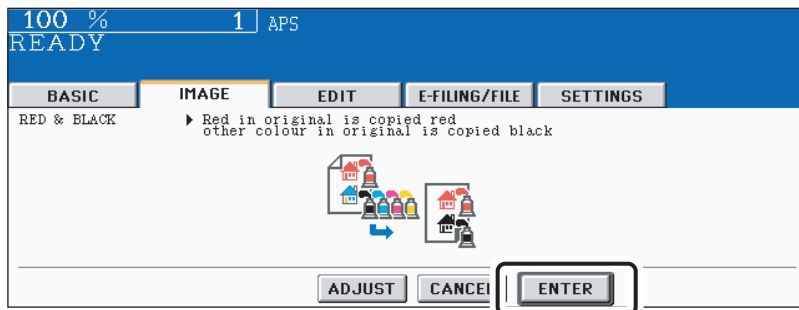 100 % 1 APS
READY
BASIC IMAGE EDIT E-FILING/FILE SETTINGS
RED & BLACK ▶ Red in original is copied red
other colour in original is copied black
ADJUST CANCEL ENTER